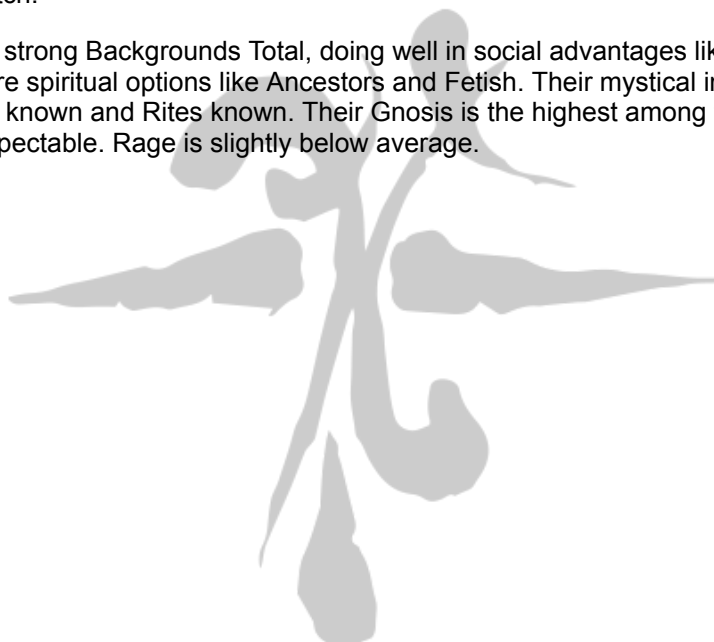 strong Backgrounds Total, doing well in social advantages
re spiritual options like Ancestors and Fetish. Their mystical
known and Rites known. Their Gnosis is the highest among
pectable. Rage is slightly below average.